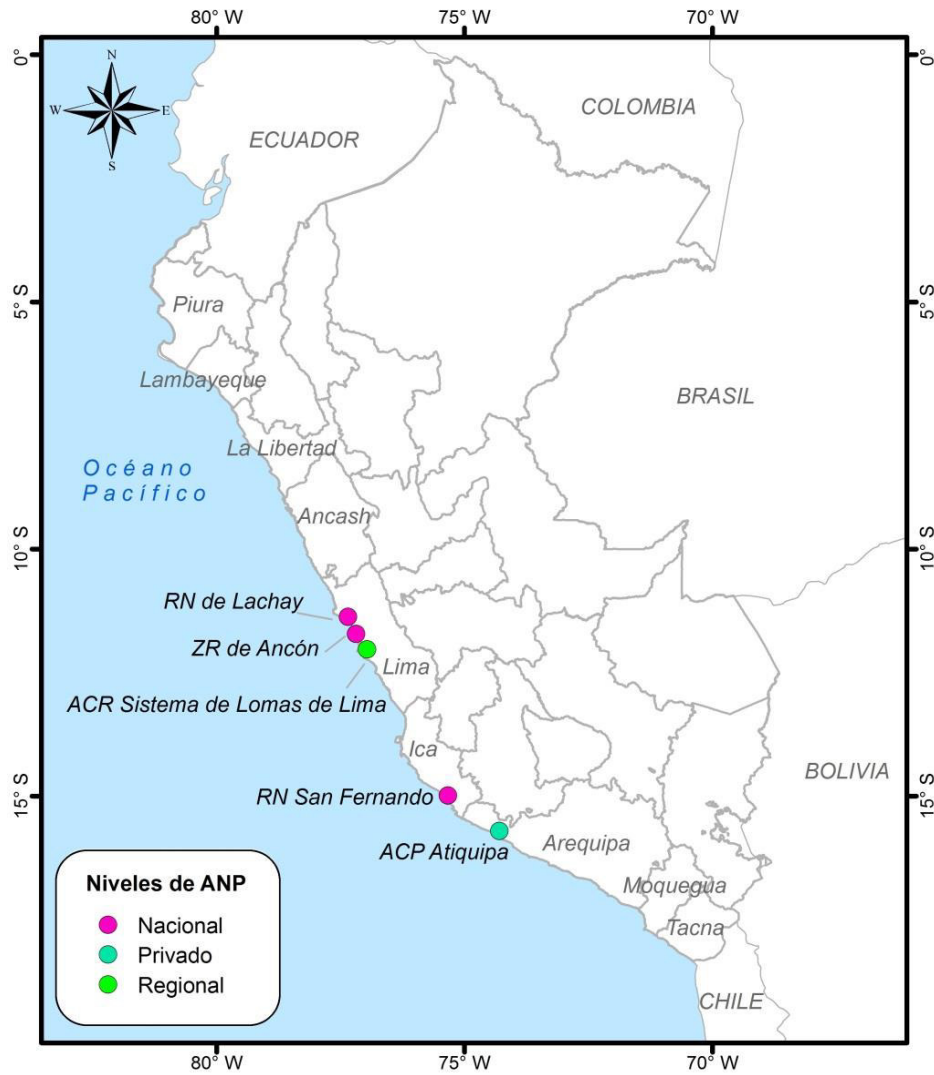 80° W
75° W
70° W
0°
0°
N
W
E
S
COLOMBIA
ECUADOR
5° S
5° S
Piura
Lambayeque
BRASIL
La Libertad
Océano
Pacífico
Ancash
10° S
10° S
RN de Lachay
ZR de Ancón
Lima
ACR Sistema de Lomas de Lima
Ica
BOLIVIA
15° S
15° S
RN San Fernando
ACP Atiquipa
Arequipa
Niveles de ANP
Moquegua
Nacional
Tacna
Privado
Regional
CHILE
80° W
75° W
70° W